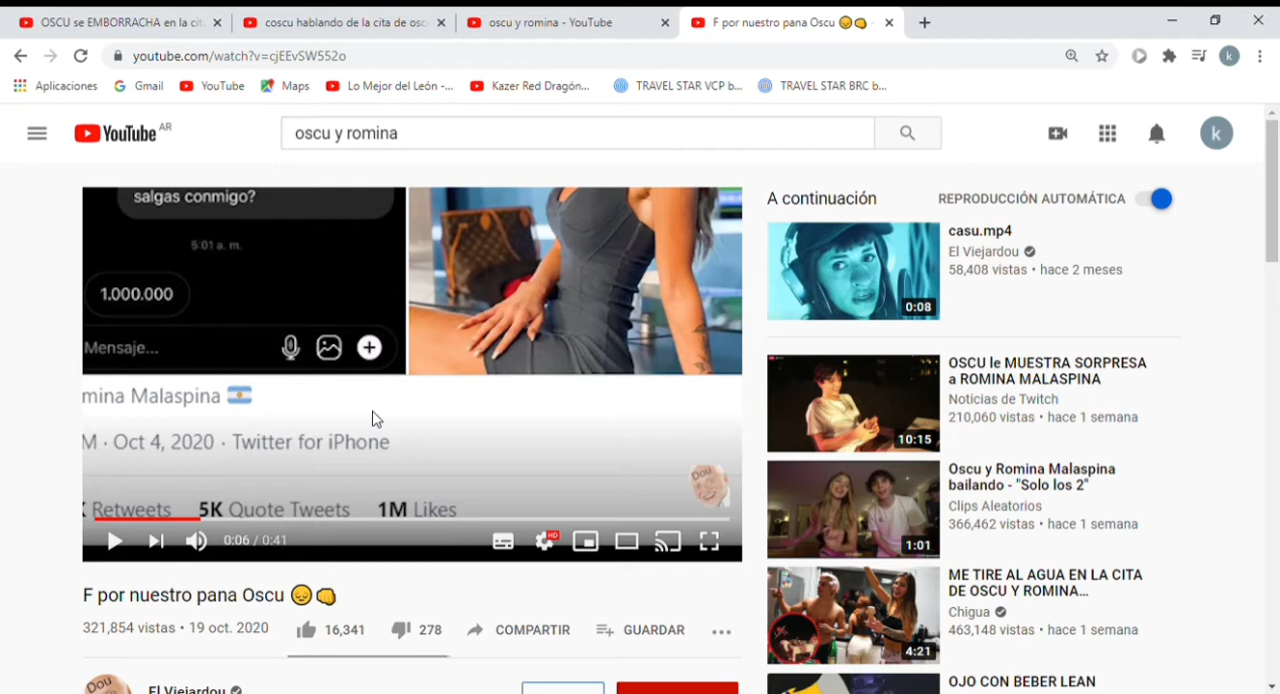 OSCU se EMBORRACHA en la cit
coscu hablando de la cita de osc
oscu y romina - YouTube
F por nuestro pana Oscu 😔👊 -
youtube.com/watch?v=cjEEvSW552o
k
Aplicaciones
Gmail
YouTube
Maps
Lo Mejor del León -...
Kazer Red Dragón...
TRAVEL STAR VCP b...
TRAVEL STAR BRC b...
YouTube AR
oscu y romina
k
salgas conmigo?
5:01 a. m.
1.000.000
Mensaje...
mina Malaspina 🇦🇷
M · Oct 4, 2020 · Twitter for iPhone
Dou
Retweets 5K Quote Tweets 1M Likes
0:06 / 0:41
HD
F por nuestro pana Oscu 😔👊
321,854 vistas • 19 oct. 2020
16,341
278
COMPARTIR
GUARDAR
Dou
El Viejardou
A continuación
REPRODUCCIÓN AUTOMÁTICA
casu.mp4
El Viejardou
58,408 vistas • hace 2 meses
0:08
OSCU le MUESTRA SORPRESA
a ROMINA MALASPINA
Noticias de Twitch
210,060 vistas • hace 1 semana
10:15
Oscu y Romina Malaspina
bailando - "Solo los 2"
Clips Aleatorios
366,462 vistas • hace 1 semana
1:01
ME TIRE AL AGUA EN LA CITA
DE OSCU Y ROMINA...
Chigua
463,148 vistas • hace 1 semana
4:21
OJO CON BEBER LEAN